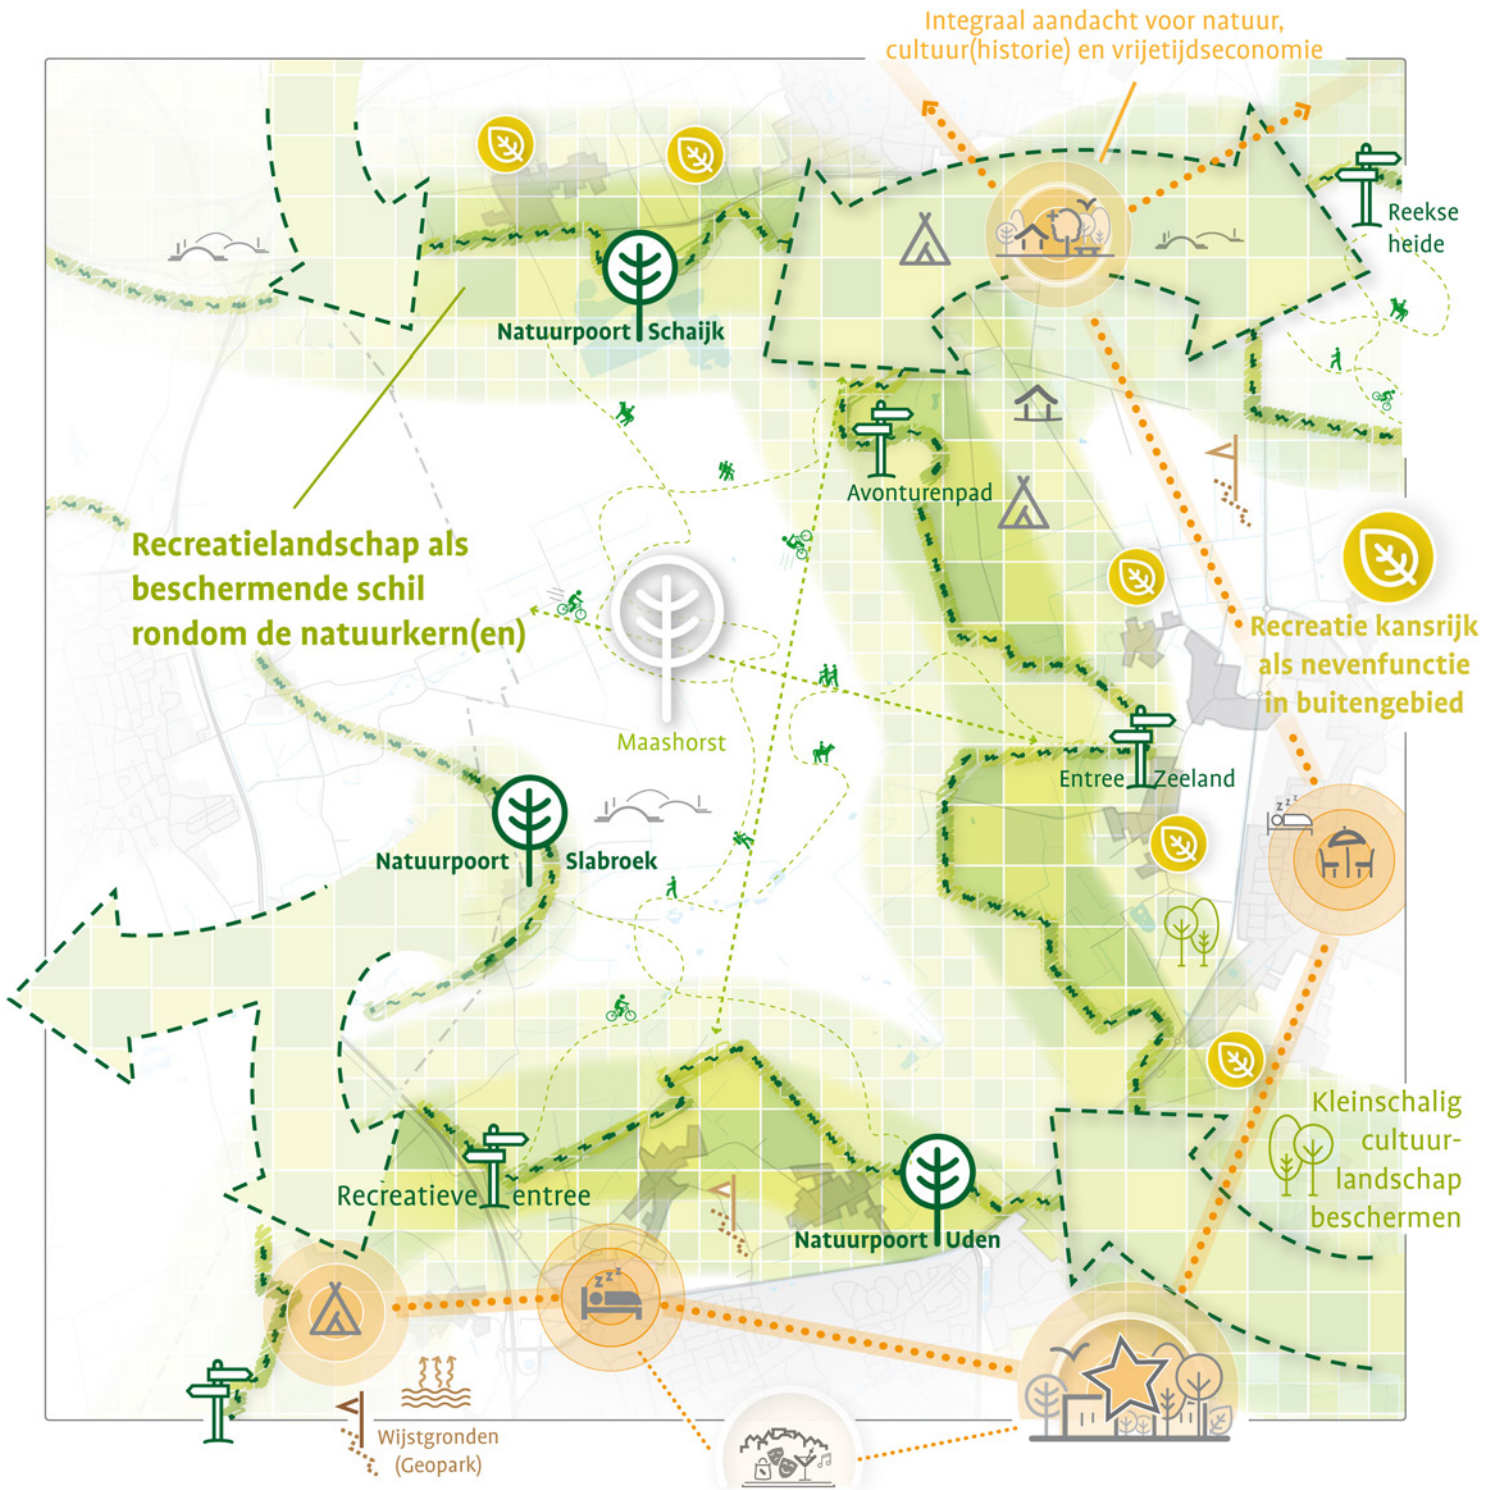 Integraal aandacht voor natuur,
cultuur(historie) en vrijetijdseconomie
Reekse
heide
Natuurpoort Schaijk
Avonturenpad
Recreatielandschap als
beschermende schil
rondom de natuurkern(en)
Recreatie kansrijk
als nevenfunctie
in buitengebied
Maashorst
Entree Zeeland
zzz
Natuurpoort Slabroek
Kleinschalig
cultuur-
landschap
beschermen
Recreatieve entree
Natuurpoort Uden
zzz
Wijstgronden
(Geopark)